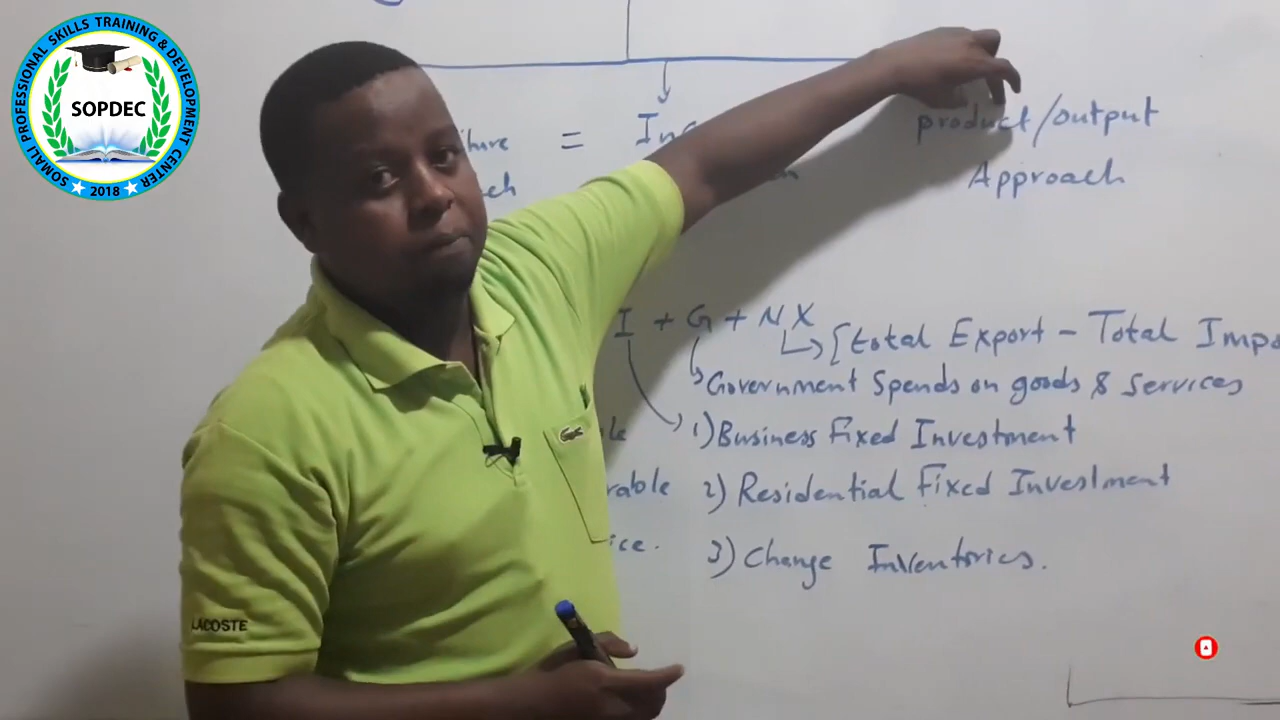 SOMALI PROFESSIONAL SKILLS TRAINING & DEVELOPMENT CENTER
SOPDEC
2018
=
product/output
Approach
I + G + NX
[total Export - Total
Government Spends on goods & services
1) Business Fixed Investment
2) Residential Fixed Investment
3) Change Inventories.
LACOSTE